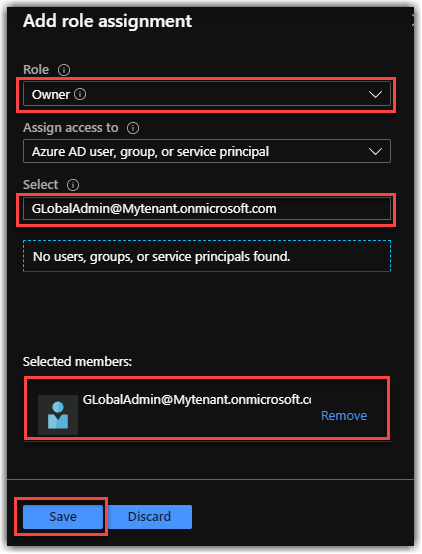 Add role assignment
Role
Owner
Assign access to
Azure AD user, group, or service principal
Select
GLobalAdmin@Mytenant.onmicrosoft.com
No users, groups, or service principals found.
Selected members:
GLobalAdmin@Mytenant.onmicrosoft.co
Remove
Save
Discard